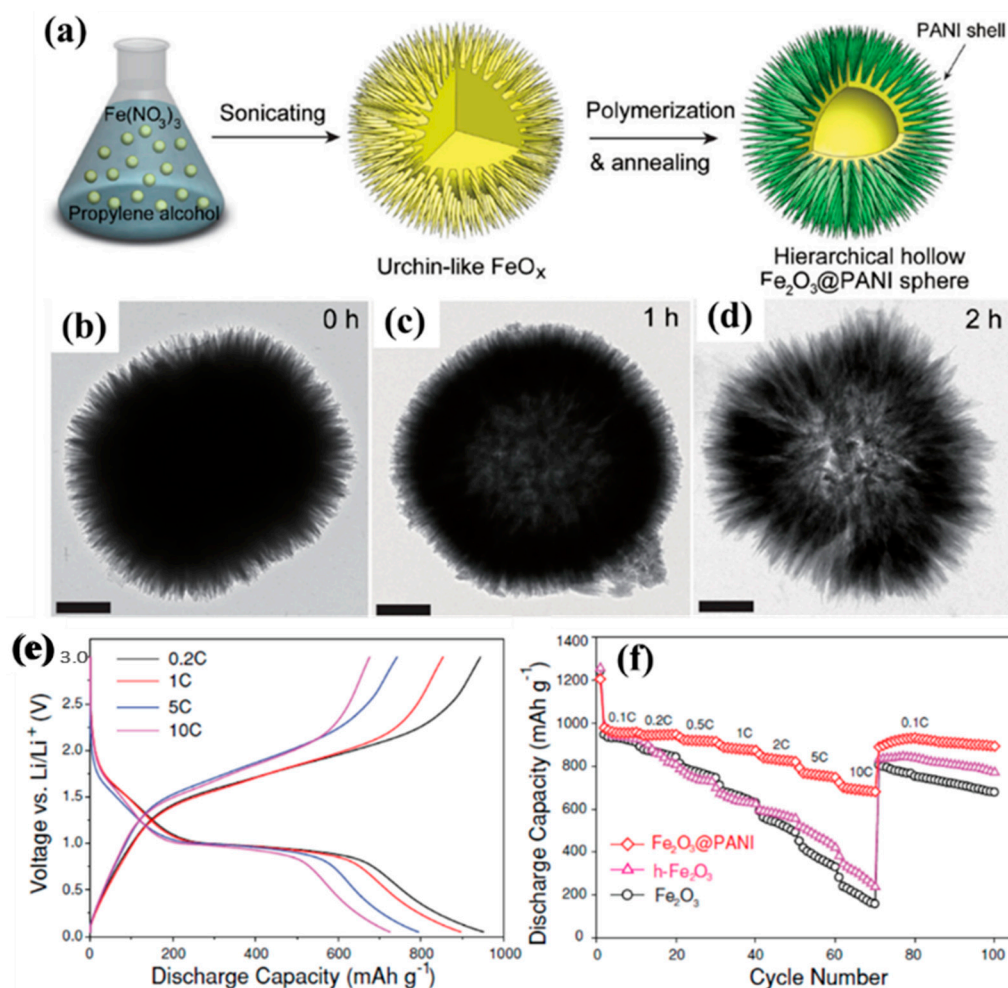 (a)
Fe(NO₃)₃
Propylene alcohol
Sonicating
Urchin-like FeOₓ
Polymerization
& annealing
PANI shell
Hierarchical hollow
Fe₂O₃@PANI sphere
(b)
0 h
(c)
1 h
(d)
2 h
(e)
3.0
2.5
2.0
1.5
1.0
0.5
0.0
Voltage vs. Li/Li⁺ (V)
0.2C
1C
5C
10C
0
200
400
600
800
1000
Discharge Capacity (mAh g⁻¹)
(f)
1400
1200
1000
800
600
400
200
0
Discharge Capacity (mAh g⁻¹)
0.1C
0.2C
0.5C
1C
2C
5C
10C
0.1C
Fe₂O₃@PANI
h-Fe₂O₃
Fe₂O₃
0
20
40
60
80
100
Cycle Number